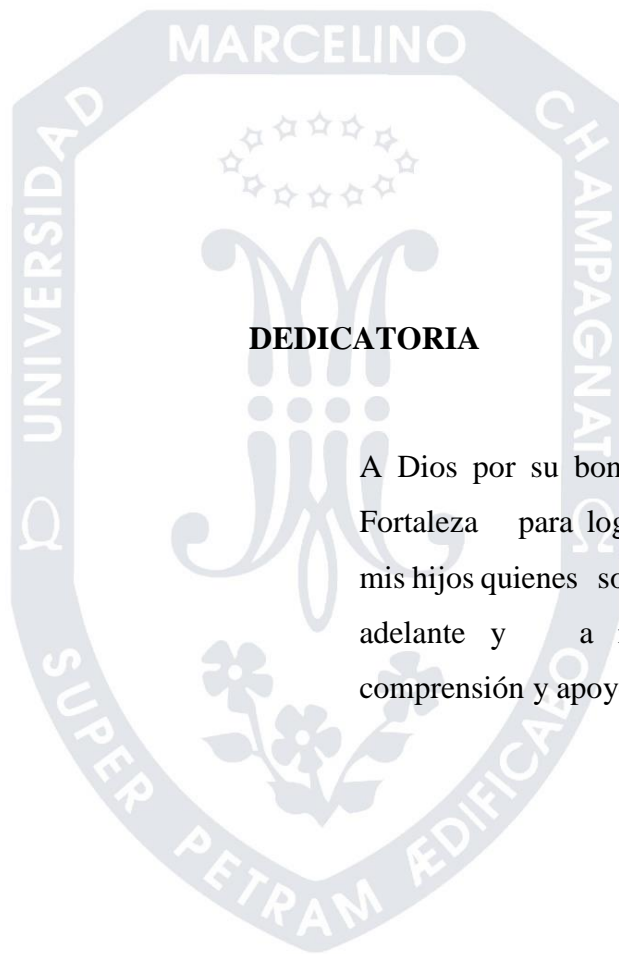 MARCELINO
UNIVERSIDAD
CHAMPAGNAT
DEDICATORIA
A Dios por su bon
Fortaleza para log
mis hijos quienes so
adelante y a
comprensión y apoy
SUPER PETRAM ÆDIFICABO